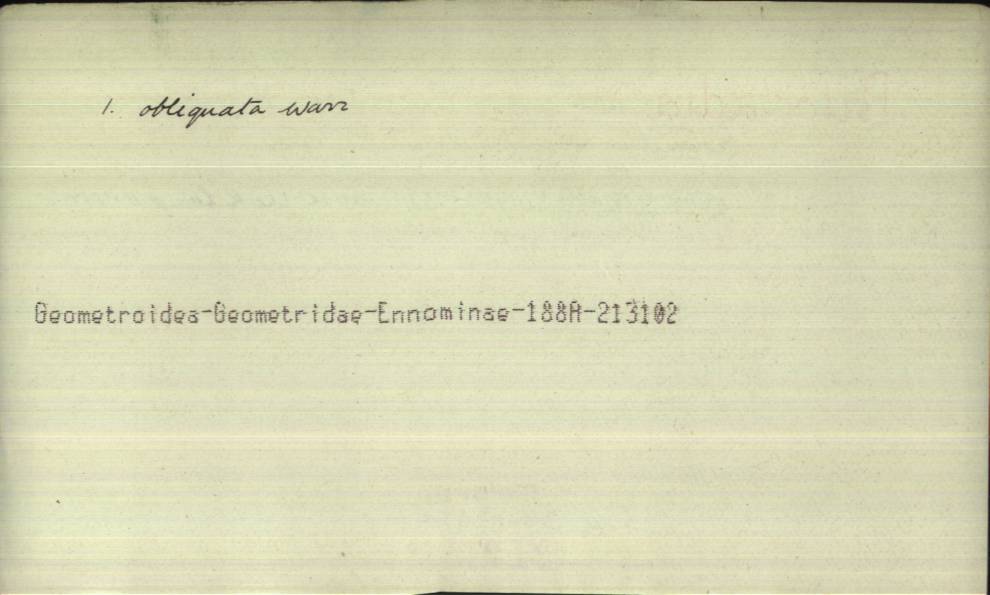 1. obliquata Warr
Geometroidea-Geometridae-Ennominae-188A-213102